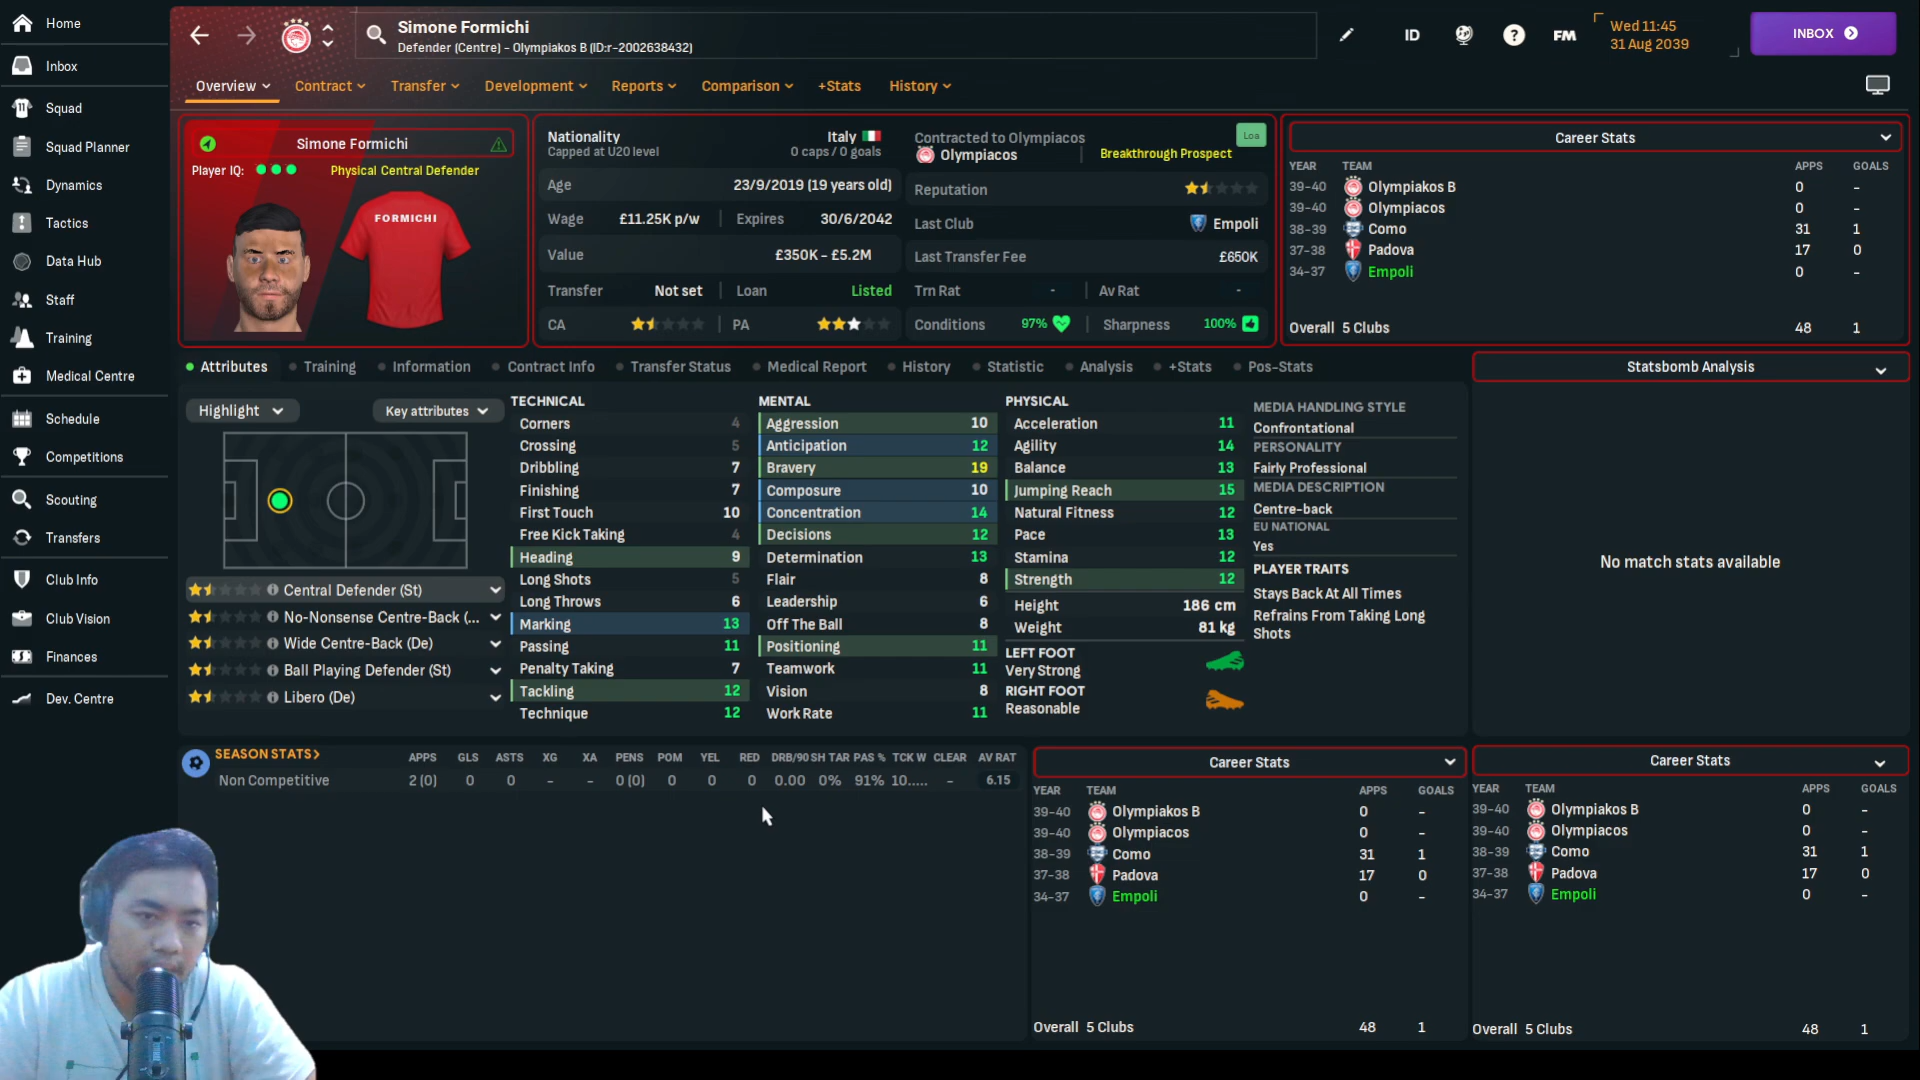 Home
Inbox
Squad
Squad Planner
Dynamics
Tactics
Data Hub
Staff
Training
Medical Centre
Schedule
Competitions
Scouting
Transfers
Club Info
Club Vision
Finances
Dev. Centre
Simone Formichi
Defender (Centre) - Olympiakos B (ID:r-2002638432)
ID
?
FM
Wed 11:45
31 Aug 2039
INBOX
Overview Contract Transfer Development Reports Comparison +Stats History
Simone Formichi
Player IQ: Physical Central Defender
FORMICHI
Nationality Italy
Capped at U20 level 0 caps / 0 goals
Age 23/9/2019 (19 years old)
Wage £11.25K p/w Expires 30/6/2042
Value £350K - £5.2M
Transfer Not set Loan Listed
CA PA
Contracted to Olympiacos Loa
Olympiacos Breakthrough Prospect
Reputation
Last Club Empoli
Last Transfer Fee £650K
Trn Rat - Av Rat -
Conditions 97% Sharpness 100%
Career Stats
YEAR TEAM APPS GOALS
39-40 Olympiakos B 0 -
39-40 Olympiacos 0 -
38-39 Como 31 1
37-38 Padova 17 0
34-37 Empoli 0 -
Overall 5 Clubs 48 1
Attributes Training Information Contract Info Transfer Status Medical Report History Statistic Analysis +Stats Pos-Stats
Highlight
Key attributes
Central Defender (St)
No-Nonsense Centre-Back (...
Wide Centre-Back (De)
Ball Playing Defender (St)
Libero (De)
TECHNICAL
Corners 4
Crossing 5
Dribbling 7
Finishing 7
First Touch 10
Free Kick Taking 4
Heading 9
Long Shots 5
Long Throws 6
Marking 13
Passing 11
Penalty Taking 7
Tackling 12
Technique 12
MENTAL
Aggression 10
Anticipation 12
Bravery 19
Composure 10
Concentration 14
Decisions 12
Determination 13
Flair 8
Leadership 6
Off The Ball 8
Positioning 11
Teamwork 11
Vision 8
Work Rate 11
PHYSICAL
Acceleration 11
Agility 14
Balance 13
Jumping Reach 15
Natural Fitness 12
Pace 13
Stamina 12
Strength 12
Height 186 cm
Weight 81 kg
LEFT FOOT
Very Strong
RIGHT FOOT
Reasonable
MEDIA HANDLING STYLE
Confrontational
PERSONALITY
Fairly Professional
MEDIA DESCRIPTION
Centre-back
EU NATIONAL
Yes
PLAYER TRAITS
Stays Back At All Times
Refrains From Taking Long
Shots
Statsbomb Analysis
No match stats available
SEASON STATS> APPS GLS ASTS XG XA PENS POM YEL RED DRB/90 SH TAR PAS % TCK W CLEAR AV RAT
Non Competitive 2 (0) 0 0 - - 0 (0) 0 0 0 0.00 0% 91% 10..... - 6.15
Career Stats
YEAR TEAM APPS GOALS
39-40 Olympiakos B 0 -
39-40 Olympiacos 0 -
38-39 Como 31 1
37-38 Padova 17 0
34-37 Empoli 0 -
Overall 5 Clubs 48 1
Career Stats
YEAR TEAM APPS GOALS
39-40 Olympiakos B 0 -
39-40 Olympiacos 0 -
38-39 Como 31 1
37-38 Padova 17 0
34-37 Empoli 0 -
Overall 5 Clubs 48 1